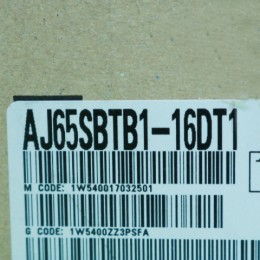 AJ65SBTB1-16DT1
M CODE: 1W540017032501
G CODE: 1W5400ZZ3PSFA